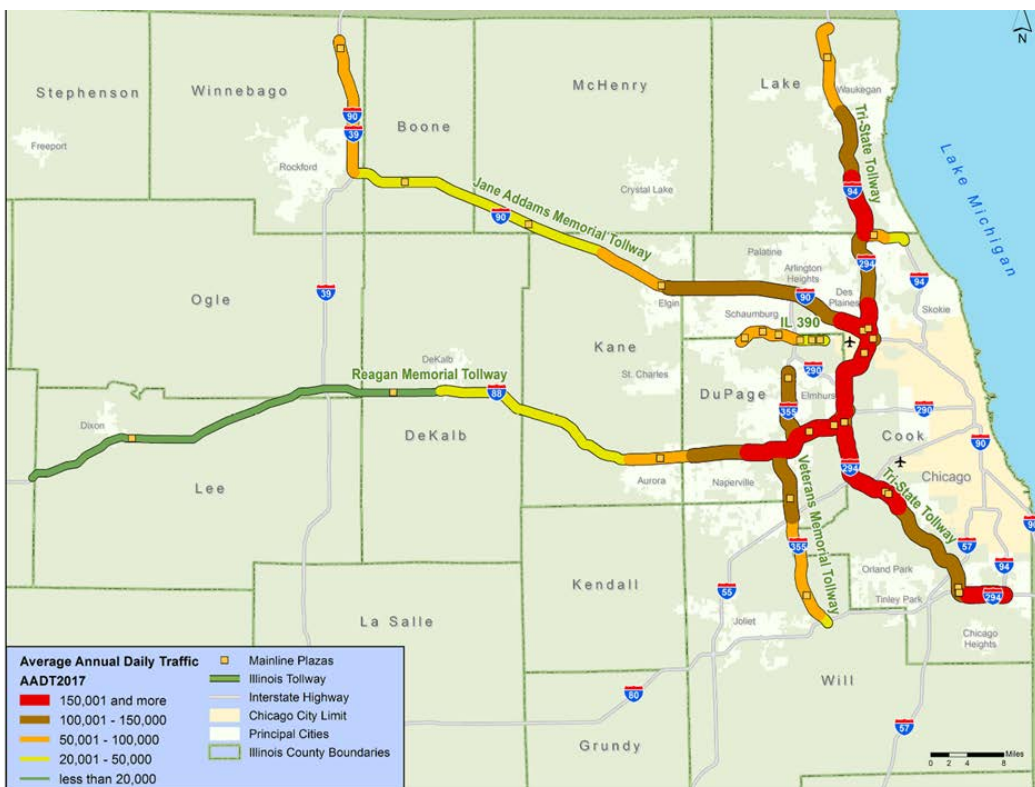 N
Stephenson
Winnebago
McHenry
Lake
Waukegan
90
39
Boone
Freeport
Rockford
Crystal Lake
Tri-State Tollway
94
Lake Michigan
Jane Addams Memorial Tollway
90
Palatine
Arlington
Heights
294
94
Ogle
39
Elgin
90
Des
Plaines
Skokie
Schaumburg
IL 390
Kane
DeKalb
Reagan Memorial Tollway
88
St. Charles
290
DuPage
Elmhurs
355
290
90
Dixon
DeKalb
Cook
Chicago
Lee
Aurora
Naperville
294
Tri-State Tollway
Veterans Memorial Tollway
355
57
94
90
Orland Park
Kendall
55
Tinley Park
294
La Salle
Joliet
Chicago
Heights
Will
80
57
Grundy
Average Annual Daily Traffic
AADT2017
150,001 and more
100,001 - 150,000
50,001 - 100,000
20,001 - 50,000
less than 20,000
Mainline Plazas
Illinois Tollway
Interstate Highway
Chicago City Limit
Principal Cities
Illinois County Boundaries
Miles
0 2 4 8